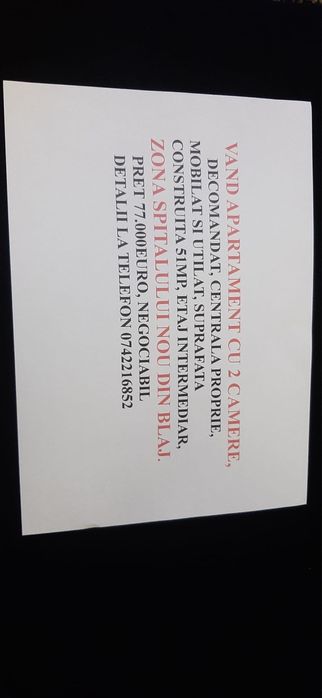 VAND APARTAMENT CU 2 CAMERE,
DECOMANDAT, CENTRALA PROPRIE,
MOBILAT SI UTILAT, SUPRAFATA
CONSTRUITA 51MP, ETAJ INTERMEDIAR,
ZONA SPITALULUI NOU DIN BLAJ.
PRET 77.000EURO, NEGOCIABIL
DETALII LA TELEFON 0742216852